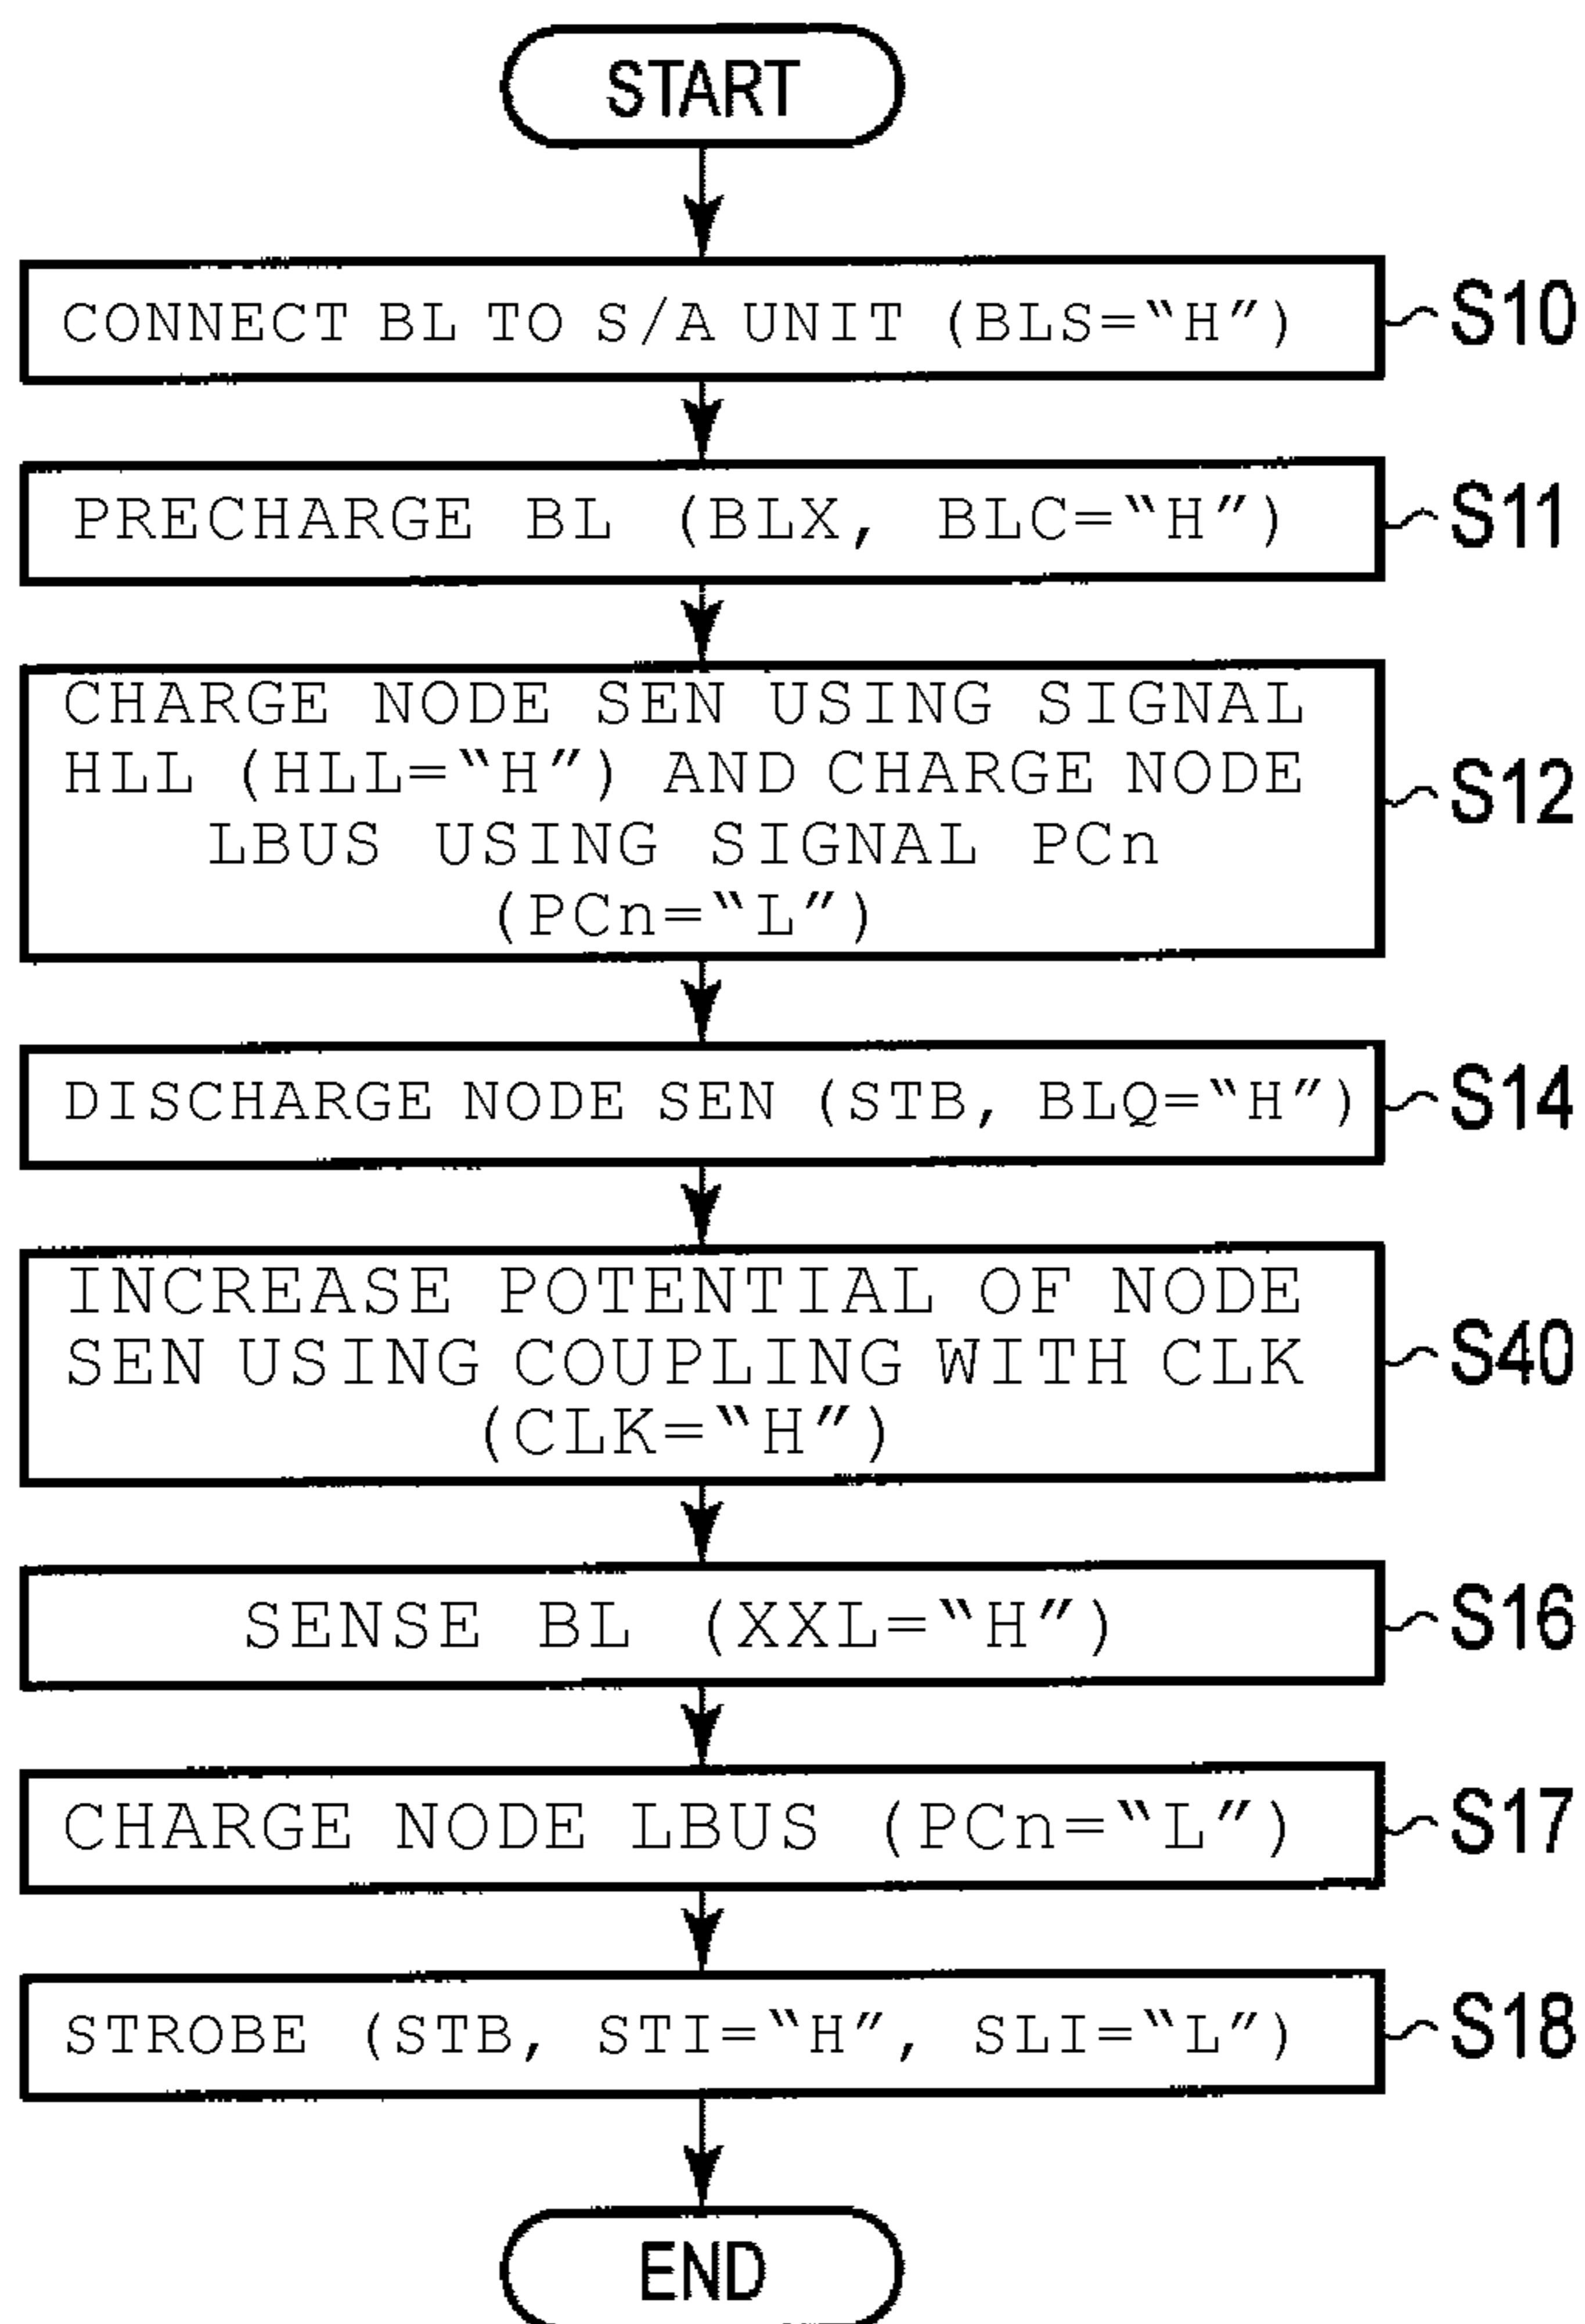 START
CONNECT BL TO S/A UNIT (BLS=“H”)
S10
PRECHARGE BL (BLX, BLC=“H”)
S11
CHARGE NODE SEN USING SIGNAL
HLL (HLL=“H”) AND CHARGE NODE
LBUS USING SIGNAL PCn
(PCn=“L”)
S12
DISCHARGE NODE SEN (STB, BLQ=“H”)
S14
INCREASE POTENTIAL OF NODE
SEN USING COUPLING WITH CLK
(CLK=“H”)
S40
SENSE BL (XXL=“H”)
S16
CHARGE NODE LBUS (PCn=“L”)
S17
STROBE (STB, STI=“H”, SLI=“L”)
S18
END